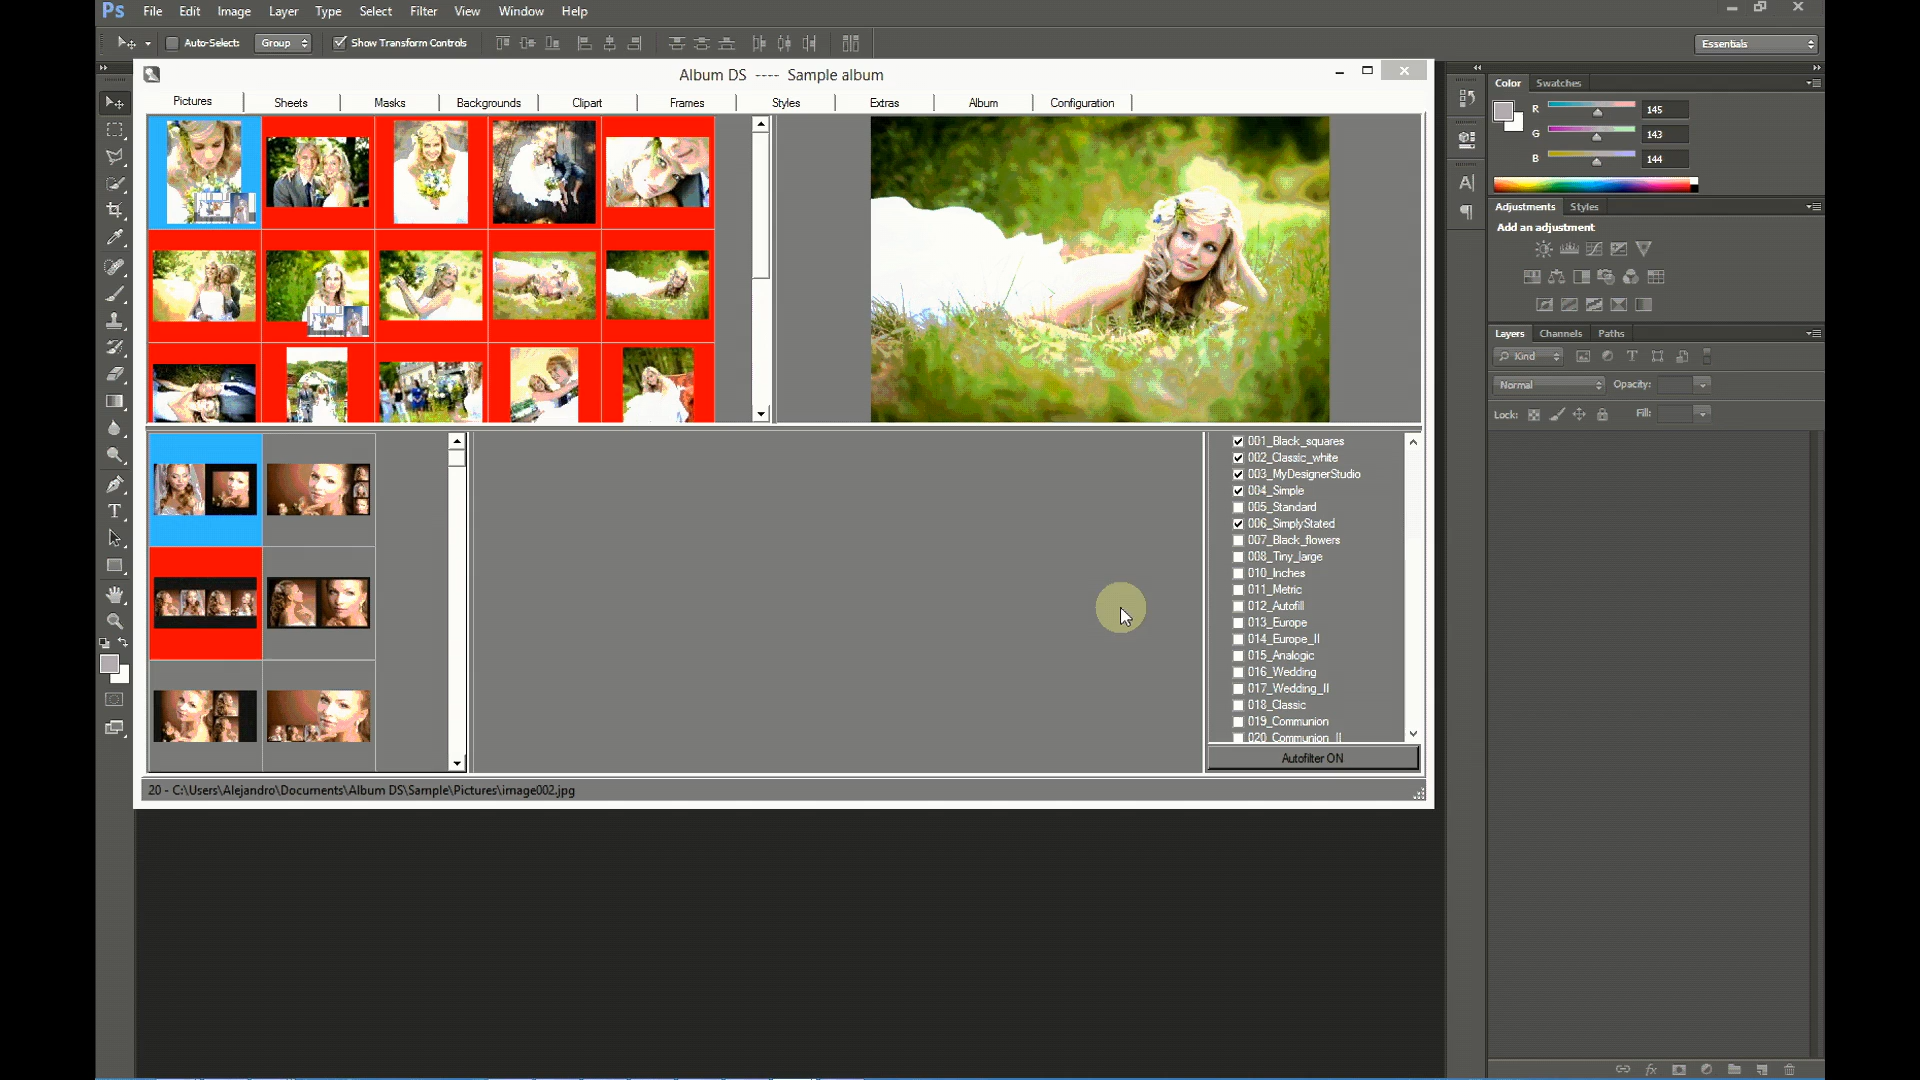 Ps File Edit Image Layer Type Select Filter View Window Help
Auto-Select: Group Show Transform Controls Essentials
Album DS ---- Sample album
Pictures Sheets Masks Backgrounds Clipart Frames Styles Extras Album Configuration
Color Swatches
R 145
G 143
B 144
Adjustments Styles
Add an adjustment
Layers Channels Paths
Kind
Normal Opacity:
Lock: Fill:
001_Black_squares
002_Classic_white
003_MyDesignerStudio
004_Simple
005_Standard
006_SimplyStated
007_Black_flowers
008_Tiny_large
010_Inches
011_Metric
012_Autofill
013_Europe
014_Europe_II
015_Analogic
016_Wedding
017_Wedding_II
018_Classic
019_Communion
020_Communion_II
Autofilter ON
20 - C:\Users\Alejandro\Documents\Album DS\Sample\Pictures\image002.jpg